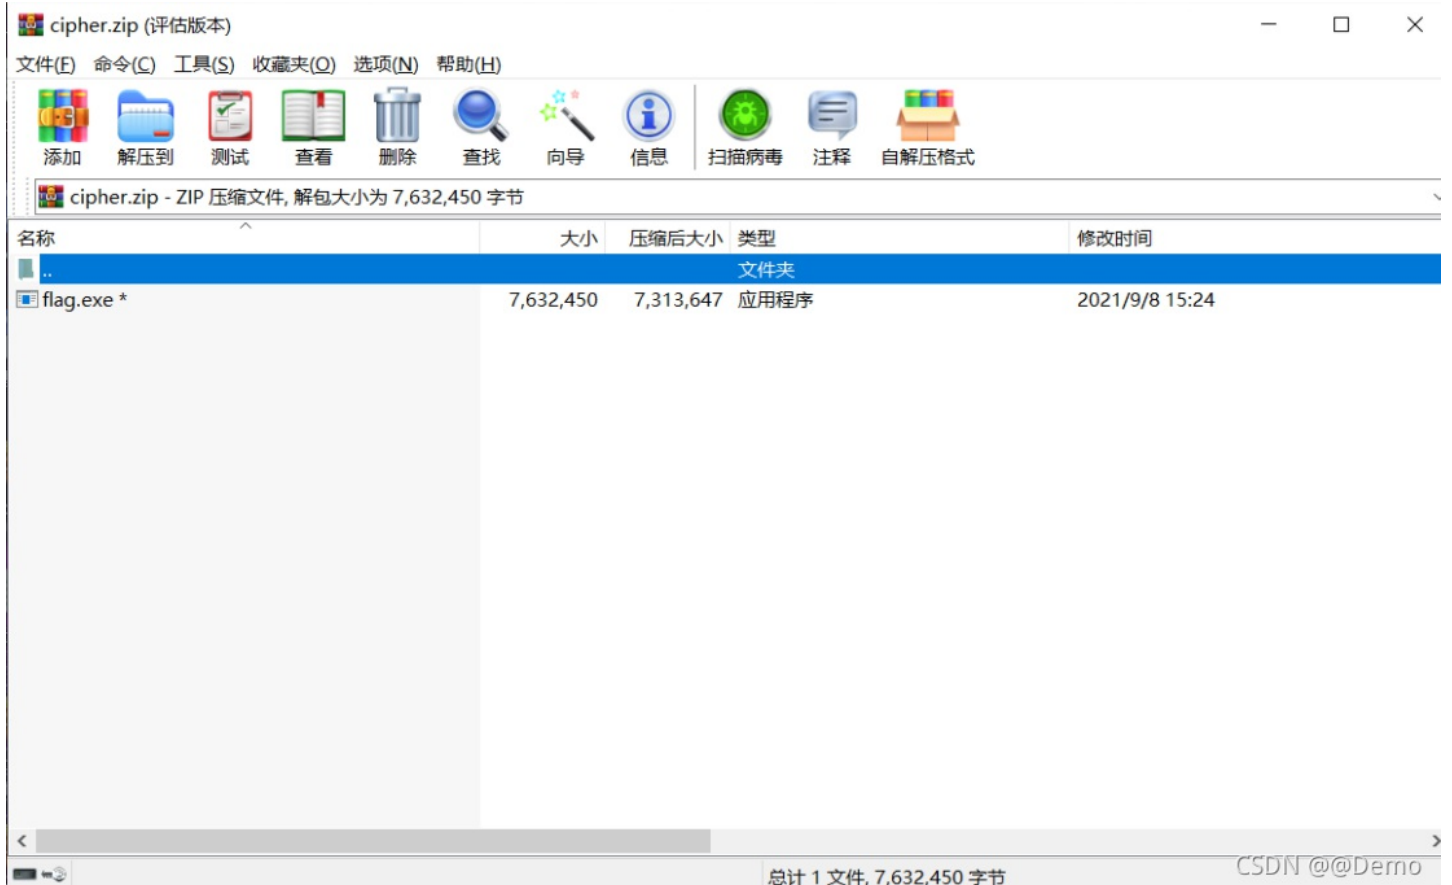 cipher.zip (评估版本)
文件(F) 命令(C) 工具(S) 收藏夹(O) 选项(N) 帮助(H)
添加 解压到 测试 查看 删除 查找 向导 信息 扫描病毒 注释 自解压格式
cipher.zip - ZIP 压缩文件, 解包大小为 7,632,450 字节
名称 大小 压缩后大小 类型 修改时间
.. 文件夹
flag.exe * 7,632,450 7,313,647 应用程序 2021/9/8 15:24
总计 1 文件, 7,632,450 字节
CSDN @@Demo